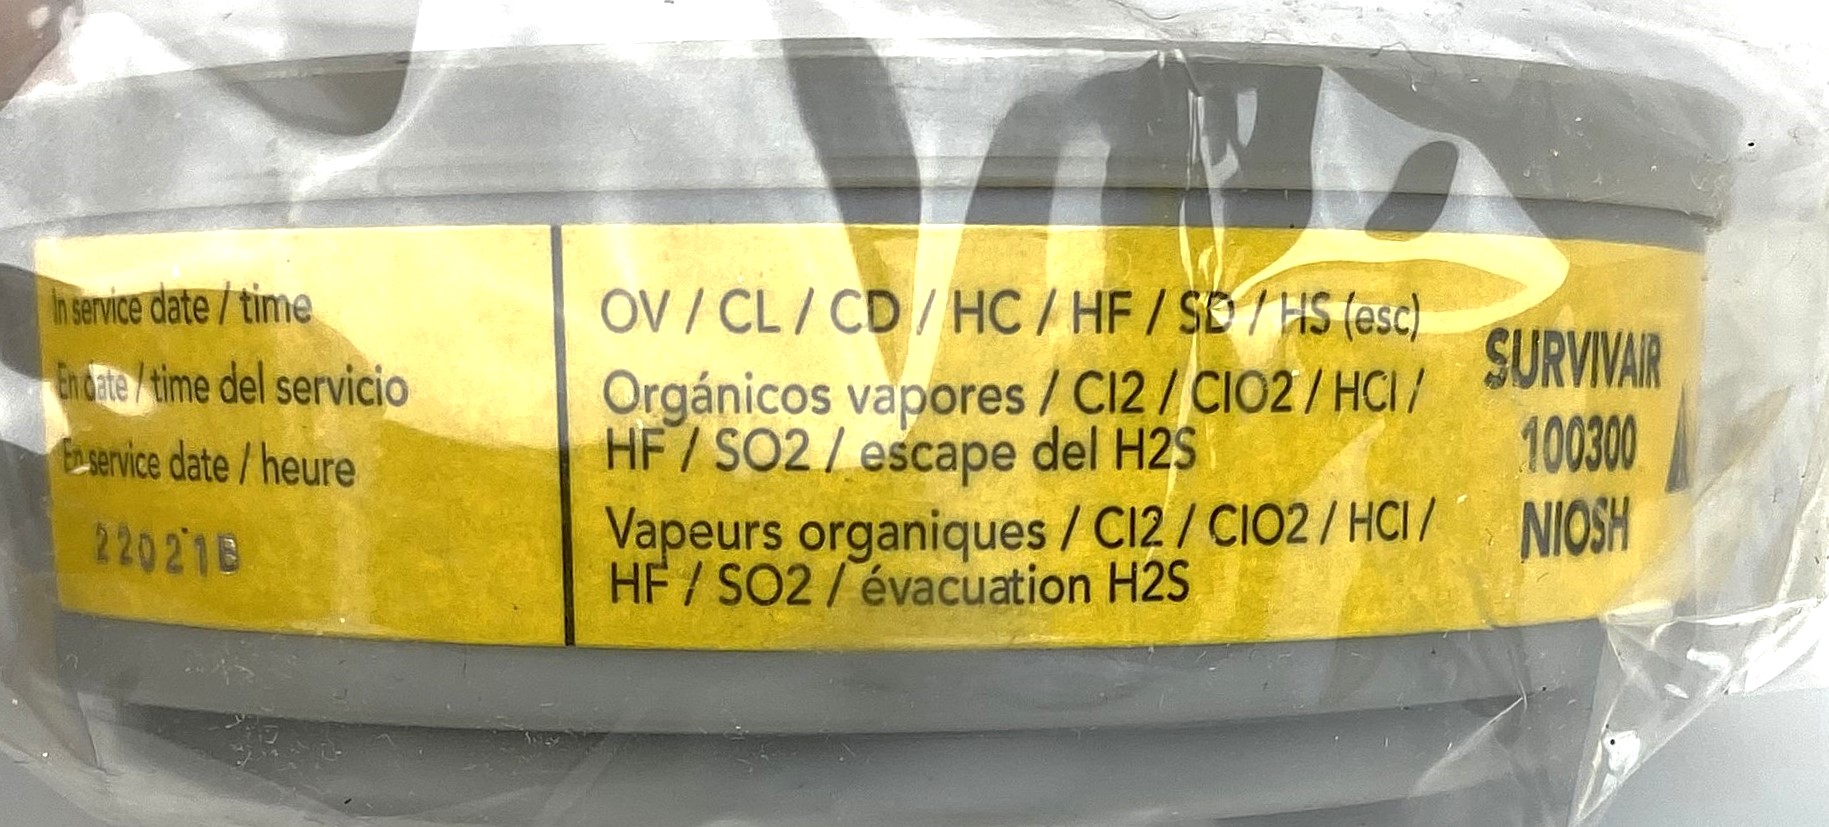 In service date / time
En date / time del servicio
En service date / heure
22021B
OV / CL / CD / HC / HF / SD / HS (esc)
Orgánicos vapores / Cl2 / ClO2 / HCl /
HF / SO2 / escape del H2S
Vapeurs organiques / Cl2 / ClO2 / HCl /
HF / SO2 / évacuation H2S
SURVIVAIR
100300
NIOSH